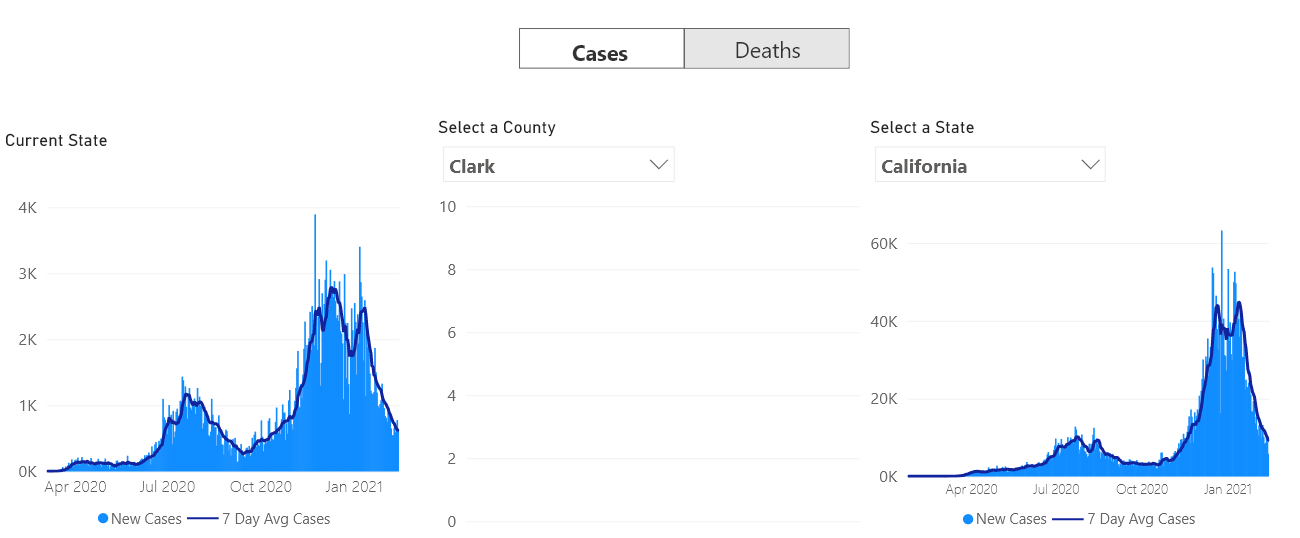 Cases
Deaths
Current State
4K
3K
2K
1K
0K
Apr 2020 Jul 2020 Oct 2020 Jan 2021
New Cases 7 Day Avg Cases
Select a County
Clark
10
8
6
4
2
0
Select a State
California
60K
40K
20K
0K
Apr 2020 Jul 2020 Oct 2020 Jan 2021
New Cases 7 Day Avg Cases